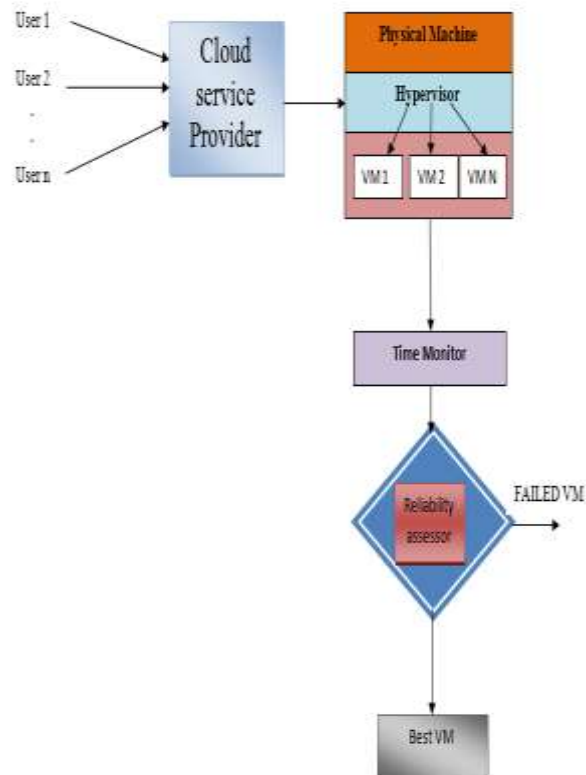 User 1
User 2
.
.
User n
Cloud
service
Provider
Physical Machine
Hypervisor
VM 1
VM 2
VM N
Time Monitor
Reliability
assessor
FAILED VM
Best VM